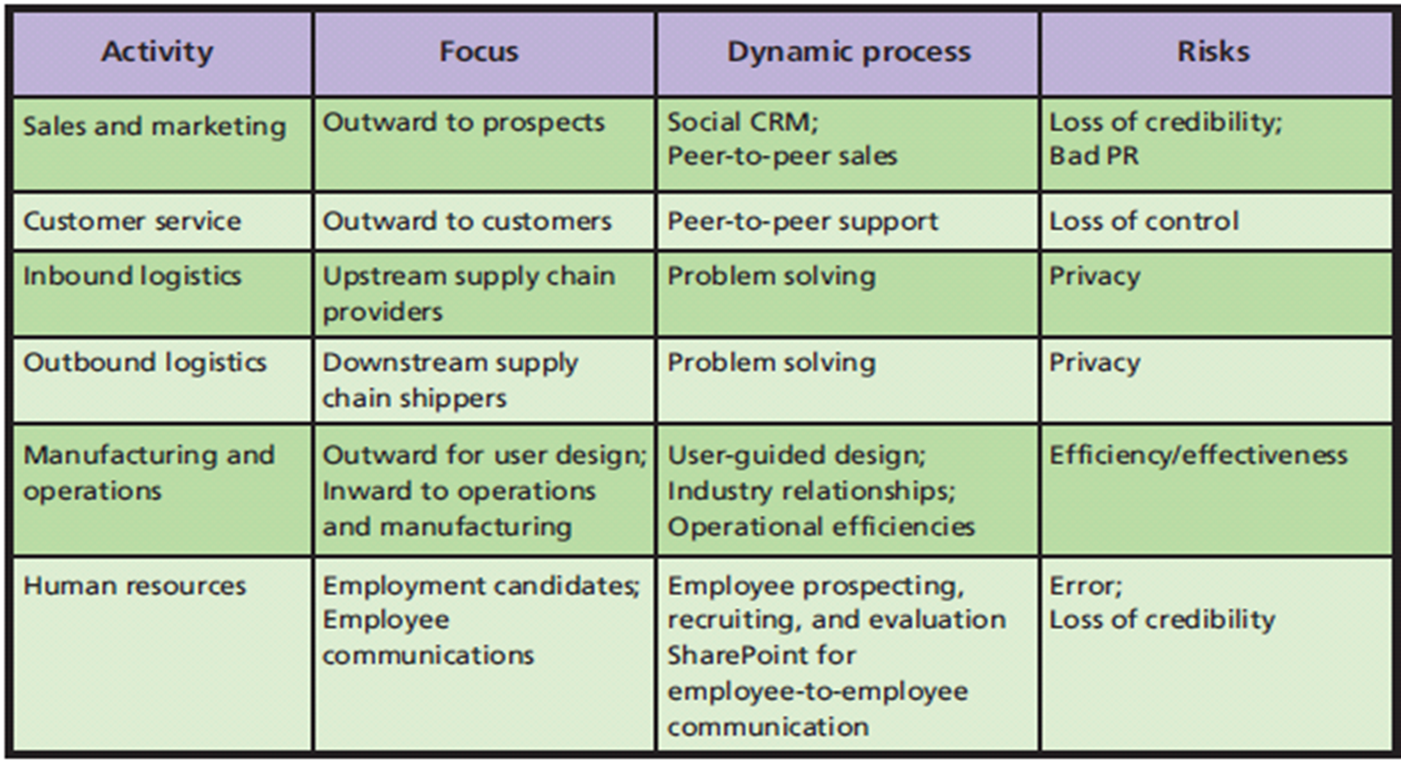 Activity
Focus
Dynamic process
Risks
Sales and marketing
Outward to prospects
Social CRM;
Peer-to-peer sales
Loss of credibility;
Bad PR
Customer service
Outward to customers
Peer-to-peer support
Loss of control
Inbound logistics
Upstream supply chain
providers
Problem solving
Privacy
Outbound logistics
Downstream supply
chain shippers
Problem solving
Privacy
Manufacturing and
operations
Outward for user design;
Inward to operations
and manufacturing
User-guided design;
Industry relationships;
Operational efficiencies
Efficiency/effectiveness
Human resources
Employment candidates;
Employee
communications
Employee prospecting,
recruiting, and evaluation
SharePoint for
employee-to-employee
communication
Error;
Loss of credibility